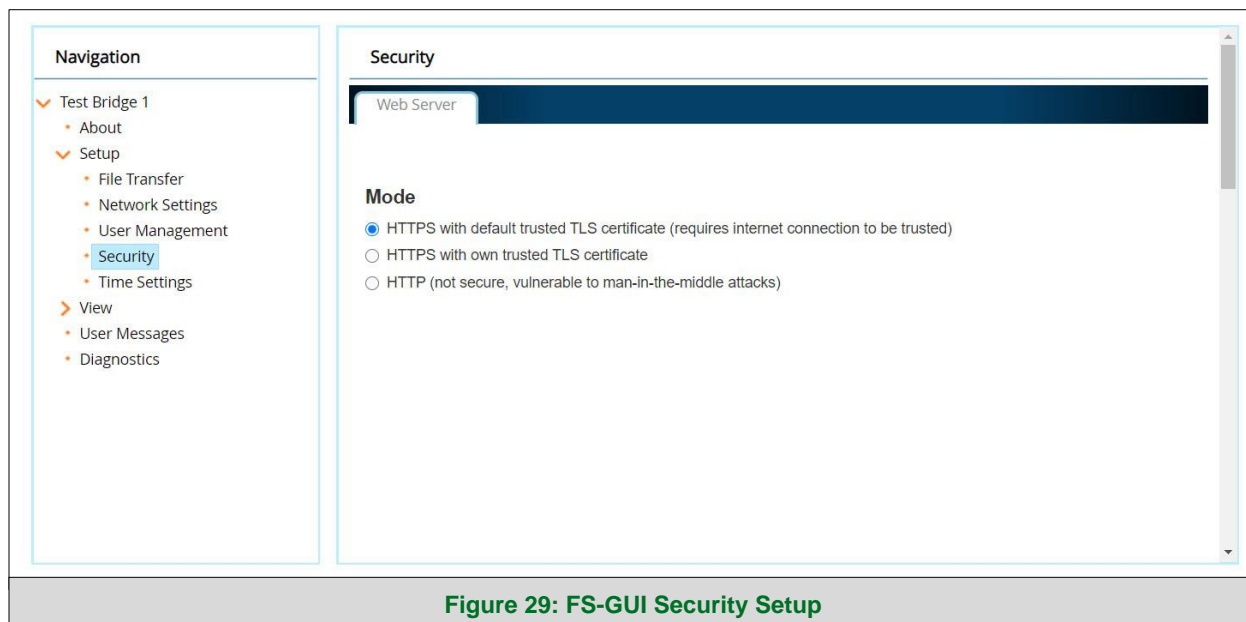 Navigation
Test Bridge 1
About
Setup
File Transfer
Network Settings
User Management
Security
Time Settings
View
User Messages
Diagnostics
Security
Web Server
Mode
HTTPS with default trusted TLS certificate (requires internet connection to be trusted)
HTTPS with own trusted TLS certificate
HTTP (not secure, vulnerable to man-in-the-middle attacks)
Figure 29: FS-GUI Security Setup